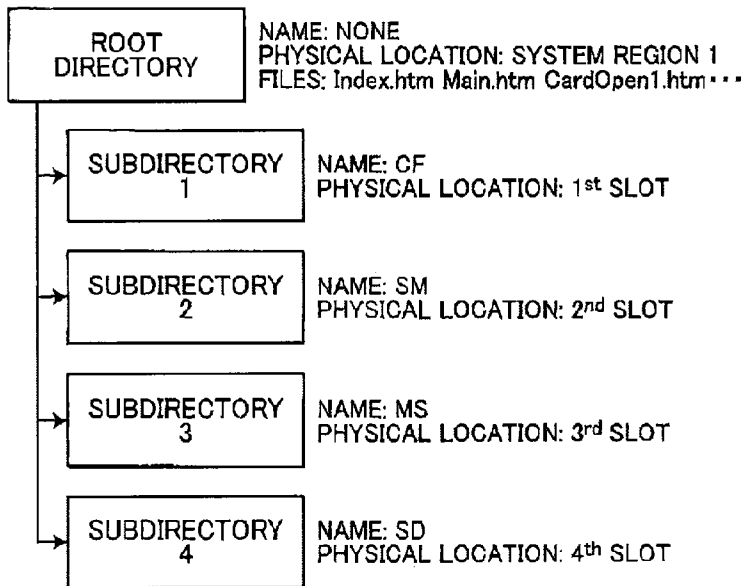 ROOT
DIRECTORY
NAME: NONE
PHYSICAL LOCATION: SYSTEM REGION 1
FILES: Index.htm Main.htm CardOpen1.htm･･･
SUBDIRECTORY
1
NAME: CF
PHYSICAL LOCATION: 1st SLOT
SUBDIRECTORY
2
NAME: SM
PHYSICAL LOCATION: 2nd SLOT
SUBDIRECTORY
3
NAME: MS
PHYSICAL LOCATION: 3rd SLOT
SUBDIRECTORY
4
NAME: SD
PHYSICAL LOCATION: 4th SLOT